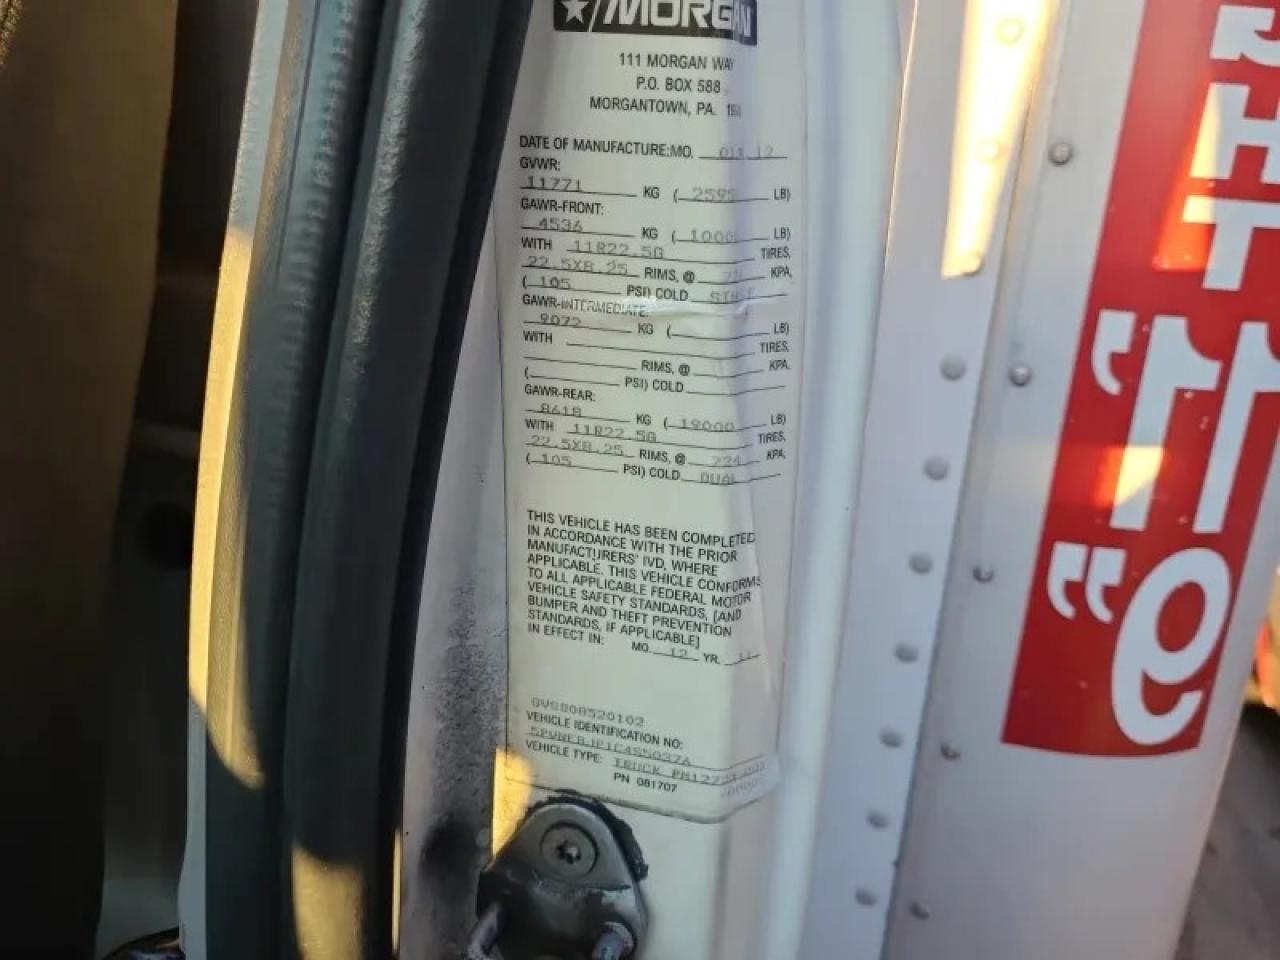 MORGAN
111 MORGAN WAY
P.O. BOX 588
MORGANTOWN, PA.
DATE OF MANUFACTURE: MO. 12
GVWR:
11771 KG ( LB)
GAWR-FRONT:
4536 KG ( LB)
WITH 11R22.5G TIRES,
22.5X8.25 RIMS, @ KPA,
( 105 PSI) COLD
GAWR-INTERMEDIATE:
9072 KG ( LB)
WITH TIRES,
RIMS, @ KPA,
( PSI) COLD
GAWR-REAR:
8618 KG ( 19000 LB)
WITH 11R22.5G TIRES,
22.5X8.25 RIMS, @ 724 KPA,
( 105 PSI) COLD DUAL
THIS VEHICLE HAS BEEN COMPLETED
IN ACCORDANCE WITH THE PRIOR
MANUFACTURERS' IVD, WHERE
APPLICABLE. THIS VEHICLE CONFORMS
TO ALL APPLICABLE FEDERAL MOTOR
VEHICLE SAFETY STANDARDS, [AND
BUMPER AND THEFT PREVENTION
STANDARDS, IF APPLICABLE]
IN EFFECT IN: MO. 12 YR. 11
GVS808520102
VEHICLE IDENTIFICATION NO:
5PVNE8JP1C4S5037A
VEHICLE TYPE: TRUCK
PN 081707
11'
6"